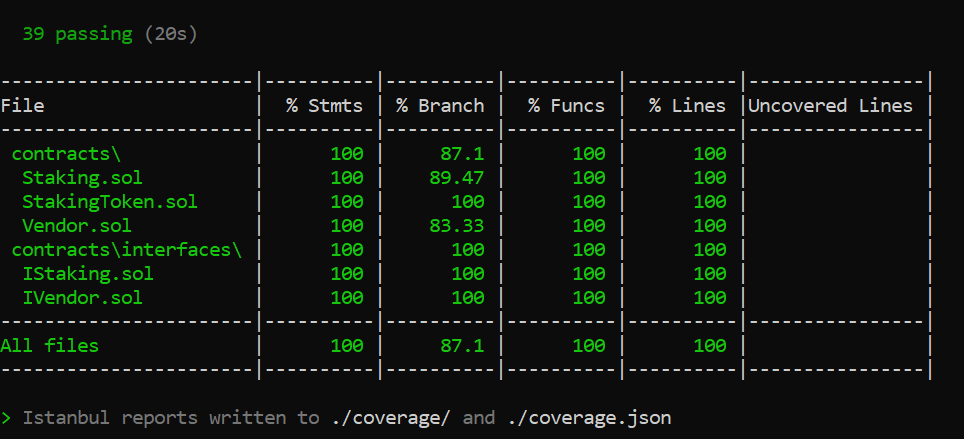 39 passing (20s)
-----------------------|----------|----------|----------|----------|----------------|
File                   |  % Stmts | % Branch |  % Funcs |  % Lines |Uncovered Lines |
-----------------------|----------|----------|----------|----------|----------------|
 contracts\            |      100 |     87.1 |      100 |      100 |                |
  Staking.sol          |      100 |    89.47 |      100 |      100 |                |
  StakingToken.sol     |      100 |      100 |      100 |      100 |                |
  Vendor.sol           |      100 |    83.33 |      100 |      100 |                |
 contracts\interfaces\ |      100 |      100 |      100 |      100 |                |
  IStaking.sol         |      100 |      100 |      100 |      100 |                |
  IVendor.sol          |      100 |      100 |      100 |      100 |                |
-----------------------|----------|----------|----------|----------|----------------|
All files              |      100 |     87.1 |      100 |      100 |                |
-----------------------|----------|----------|----------|----------|----------------|
> Istanbul reports written to ./coverage/ and ./coverage.json